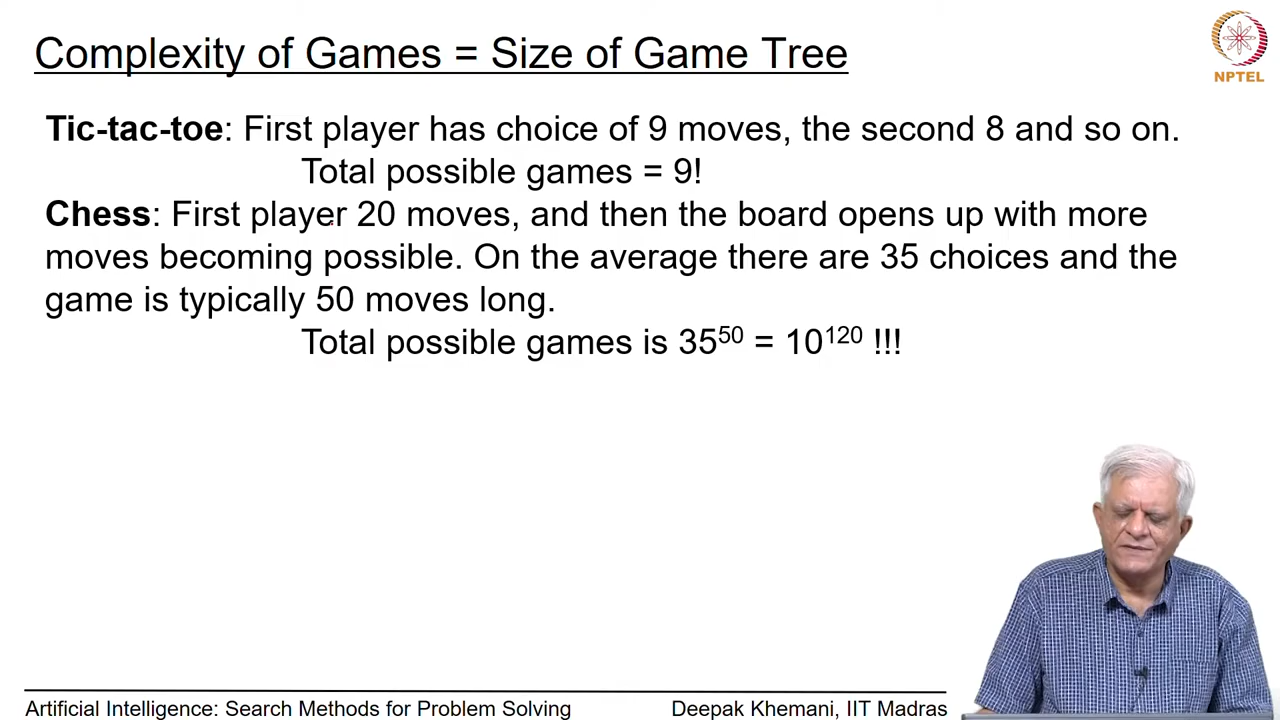 Complexity of Games = Size of Game Tree
NPTEL
Tic-tac-toe: First player has choice of 9 moves, the second 8 and so on.
Total possible games = 9!
Chess: First player 20 moves, and then the board opens up with more
moves becoming possible. On the average there are 35 choices and the
game is typically 50 moves long.
Total possible games is 35⁵⁰ = 10¹²⁰ !!!
Artificial Intelligence: Search Methods for Problem Solving
Deepak Khemani, IIT Madras